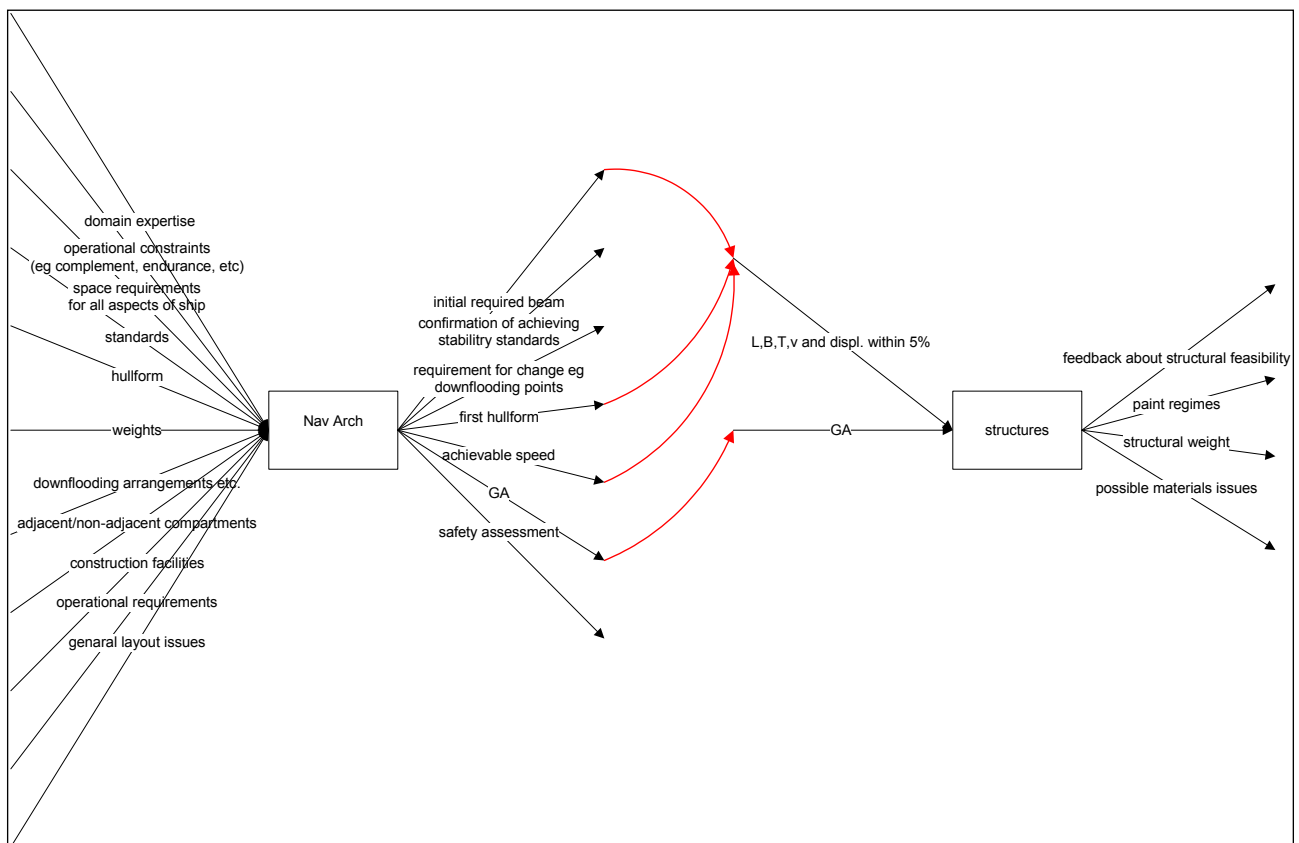 domain expertise
operational constraints
(eg complement, endurance, etc)
space requirements
for all aspects of ship
standards
hullform
weights
downflooding arrangements etc.
adjacent/non-adjacent compartments
construction facilities
operational requirements
genaral layout issues
Nav Arch
initial required beam
confirmation of achieving
stabilitry standards
requirement for change eg
downflooding points
first hullform
achievable speed
GA
safety assessment
L,B,T,v and displ. within 5%
GA
structures
feedback about structural feasibility
paint regimes
structural weight
possible materials issues